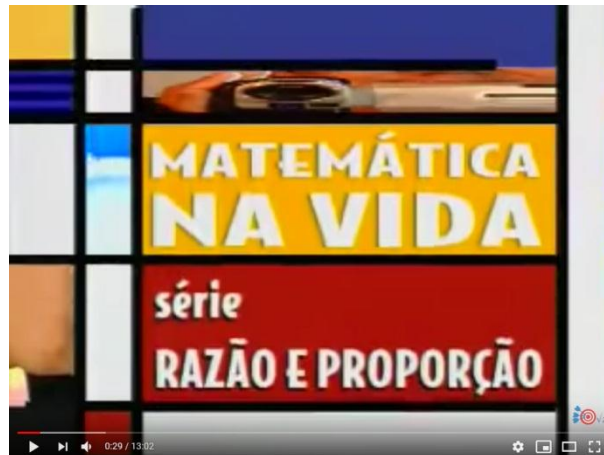 MATEMÁTICA
NA VIDA
série
RAZÃO E PROPORÇÃO
0:29 / 13:02